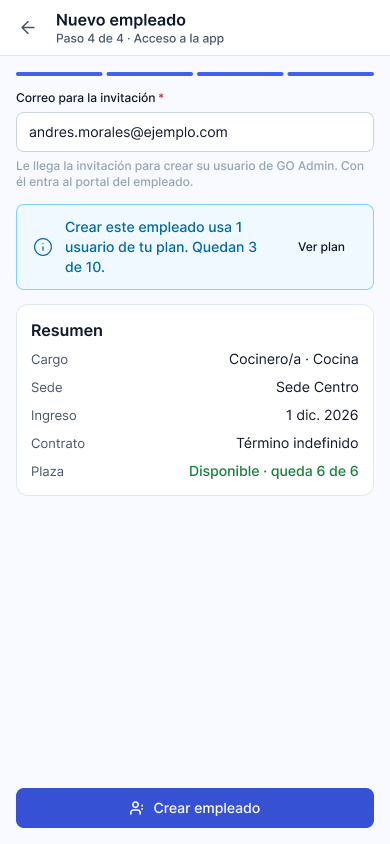 Nuevo empleado
Paso 4 de 4 · Acceso a la app
Correo para la invitación *
andres.morales@ejemplo.com
Le llega la invitación para crear su usuario de GO Admin. Con
él entra al portal del empleado.
Crear este empleado usa 1
usuario de tu plan. Quedan 3
de 10.
Ver plan
Resumen
Cargo Cocinero/a · Cocina
Sede Sede Centro
Ingreso 1 dic. 2026
Contrato Término indefinido
Plaza Disponible · queda 6 de 6
Crear empleado